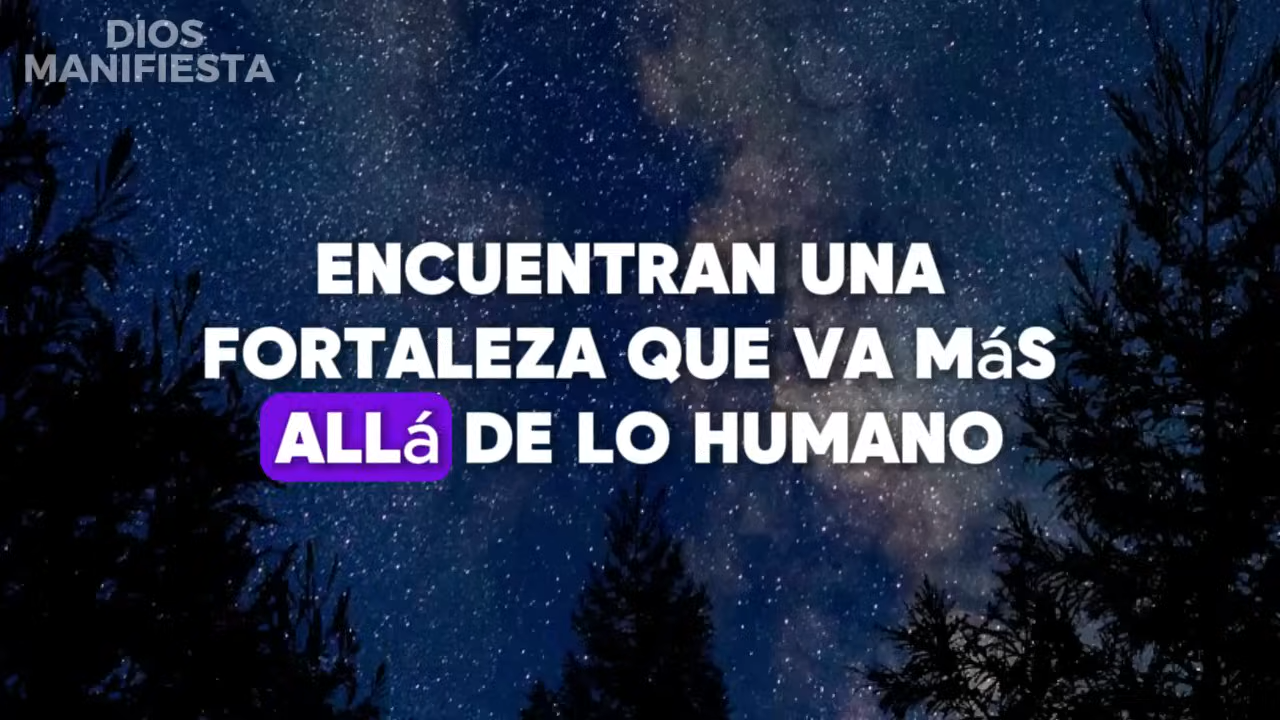 DIOS
MANIFIESTA
ENCUENTRAN UNA
FORTALEZA QUE VA MáS
ALLá DE LO HUMANO